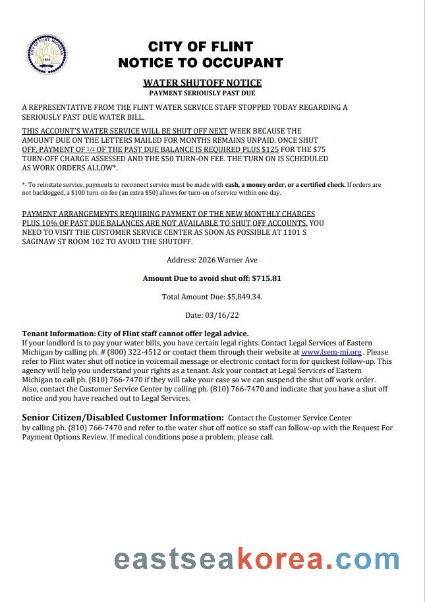 CITY OF FLINT
NOTICE TO OCCUPANT
WATER SHUTOFF NOTICE
PAYMENT SERIOUSLY PAST DUE
A REPRESENTATIVE FROM THE FLINT WATER SERVICE STAFF STOPPED TODAY REGARDING A
SERIOUSLY PAST DUE WATER BILL.
THIS ACCOUNT'S WATER SERVICE WILL BE SHUT OFF NEXT WEEK BECAUSE THE
AMOUNT DUE ON THE LETTERS MAILED FOR MONTHS REMAINS UNPAID. ONCE SHUT
OFF, PAYMENT OF 1/2 OF THE PAST DUE BALANCE IS REQUIRED PLUS $125 FOR THE $75
TURN-OFF CHARGE ASSESSED AND THE $50 TURN-ON FEE. THE TURN ON IS SCHEDULED
AS WORK ORDERS ALLOW*.
*- To reinstate service, payments to reconnect service must be made with cash, a money order, or a certified check. If orders are
not backlogged, a $100 turn-on fee (an extra $50) allows for turn-on of service within one day.
PAYMENT ARRANGEMENTS REQUIRING PAYMENT OF THE NEW MONTHLY CHARGES
PLUS 10% OF PAST DUE BALANCES ARE NOT AVAILABLE TO SHUT OFF ACCOUNTS. YOU
NEED TO VISIT THE CUSTOMER SERVICE CENTER AS SOON AS POSSIBLE AT 1101 S
SAGINAW ST ROOM 102 TO AVOID THE SHUTOFF.
Address: 2026 Warner Ave
Amount Due to avoid shut off: $715.81
Total Amount Due: $5,849.34.
Date: 03/16/22
Tenant Information: City of Flint staff cannot offer legal advice.
If your landlord is to pay your water bills, you have certain legal rights. Contact Legal Services of Eastern
Michigan by calling ph. # (800) 322-4512 or contact them through their website at www.lsem-mi.org . Please
refer to Flint water shut off notice in voicemail message or electronic contact form for quickest follow-up. This
agency will help you understand your rights as a tenant. Ask your contact at Legal Services of Eastern
Michigan to call ph. (810) 766-7470 if they will take your case so we can suspend the shut off work order.
Also, contact the Customer Service Center by calling ph. (810) 766-7470 and indicate that you have a shut off
notice and you have reached out to Legal Services.
Senior Citizen/Disabled Customer Information: Contact the Customer Service Center
by calling ph. (810) 766-7470 and refer to the water shut off notice so staff can follow-up with the Request For
Payment Options Review. If medical conditions pose a problem, please call.
eastseakorea.com